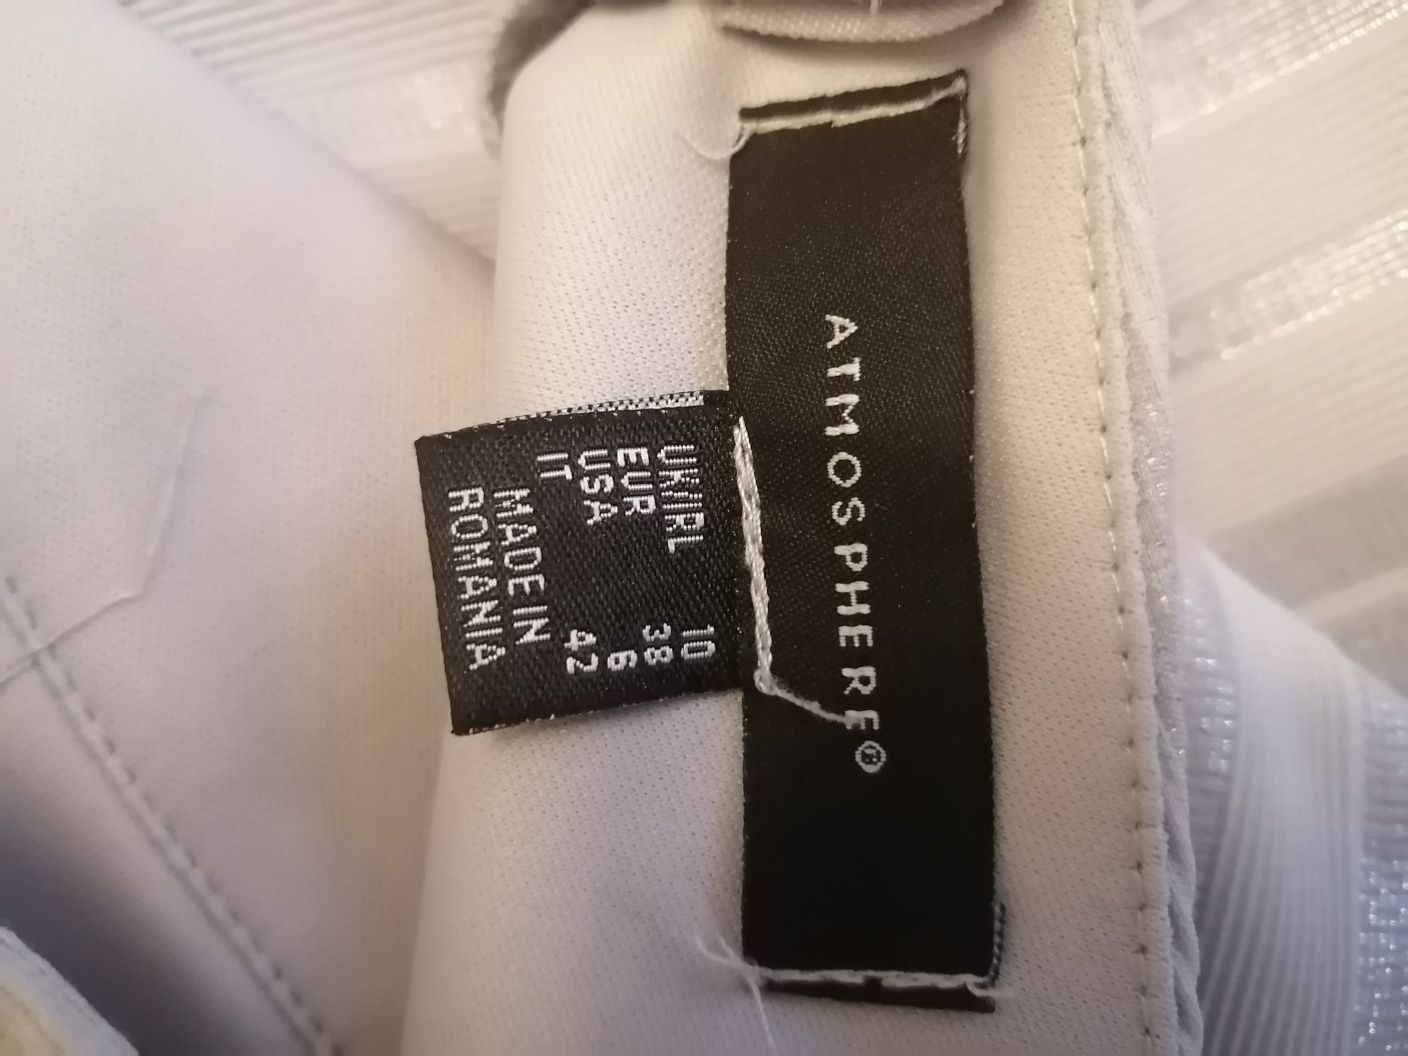 ATMOSPHERE®
UK/IRL 10
EUR 38
USA 6
IT 42
MADE IN
ROMANIA